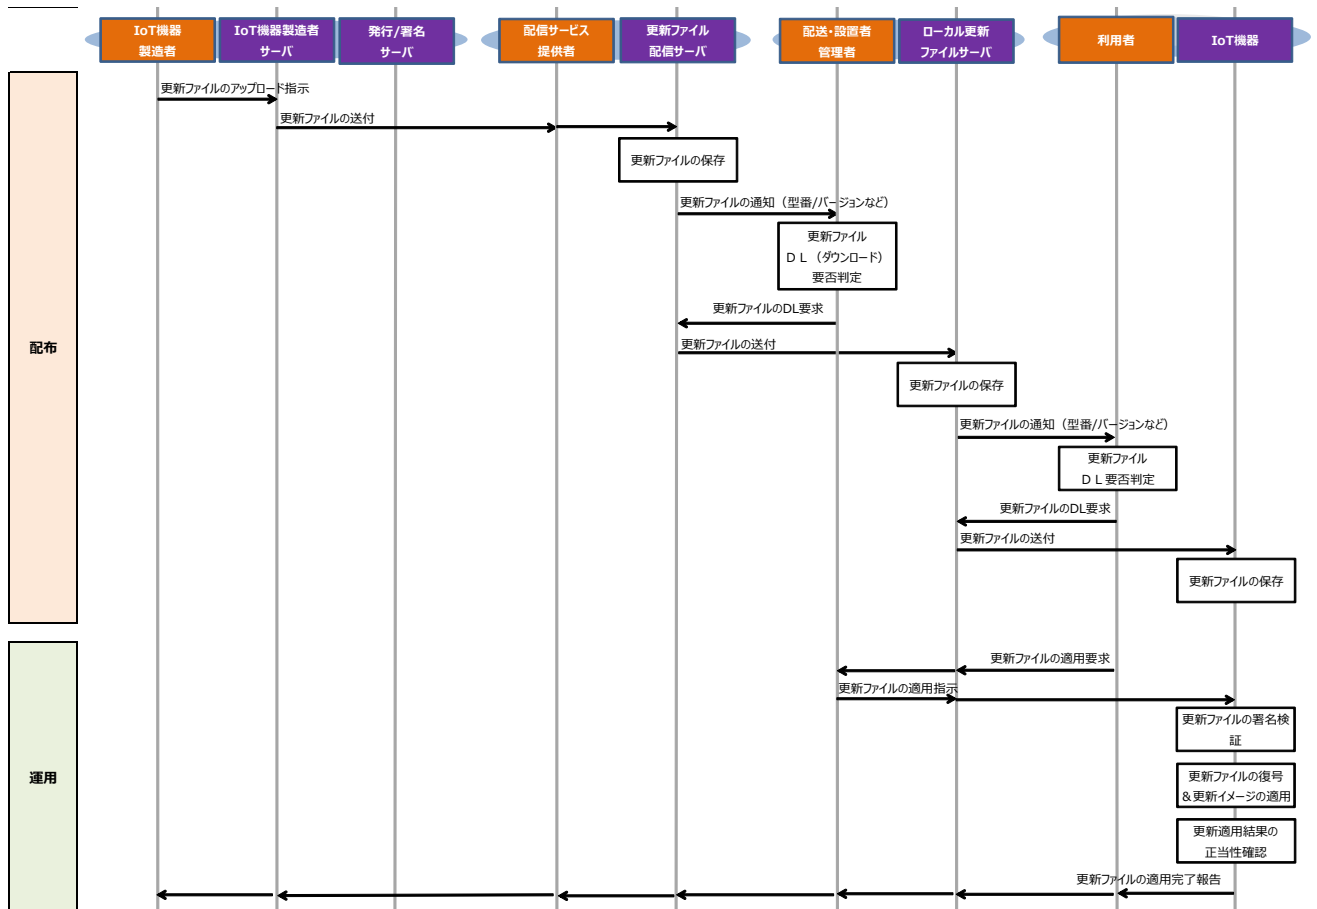 IoT機器
製造者
IoT機器製造者
サーバ
発行/署名
サーバ
配信サービス
提供者
更新ファイル
配信サーバ
配送・設置者
管理者
ローカル更新
ファイルサーバ
利用者
IoT機器
配布
更新ファイルのアップロード指示
更新ファイルの送付
更新ファイルの保存
更新ファイルの通知（型番/バージョンなど）
更新ファイル
ＤＬ（ダウンロード）
要否判定
更新ファイルのDL要求
更新ファイルの送付
更新ファイルの保存
更新ファイルの通知（型番/バージョンなど）
更新ファイル
ＤＬ要否判定
更新ファイルのDL要求
更新ファイルの送付
更新ファイルの保存
運用
更新ファイルの適用要求
更新ファイルの適用指示
更新ファイルの署名検
証
更新ファイルの復号
＆更新イメージの適用
更新適用結果の
正当性確認
更新ファイルの適用完了報告